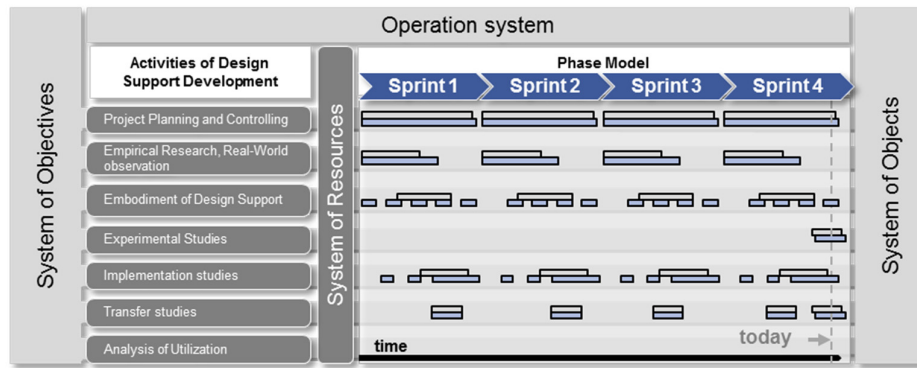 Operation system
System of Objectives
Activities of Design
Support Development
System of Resources
Phase Model
Sprint 1
Sprint 2
Sprint 3
Sprint 4
System of Objects
Project Planning and Controlling
Empirical Research, Real-World
observation
Embodiment of Design Support
Experimental Studies
Implementation studies
Transfer studies
Analysis of Utilization
time
today